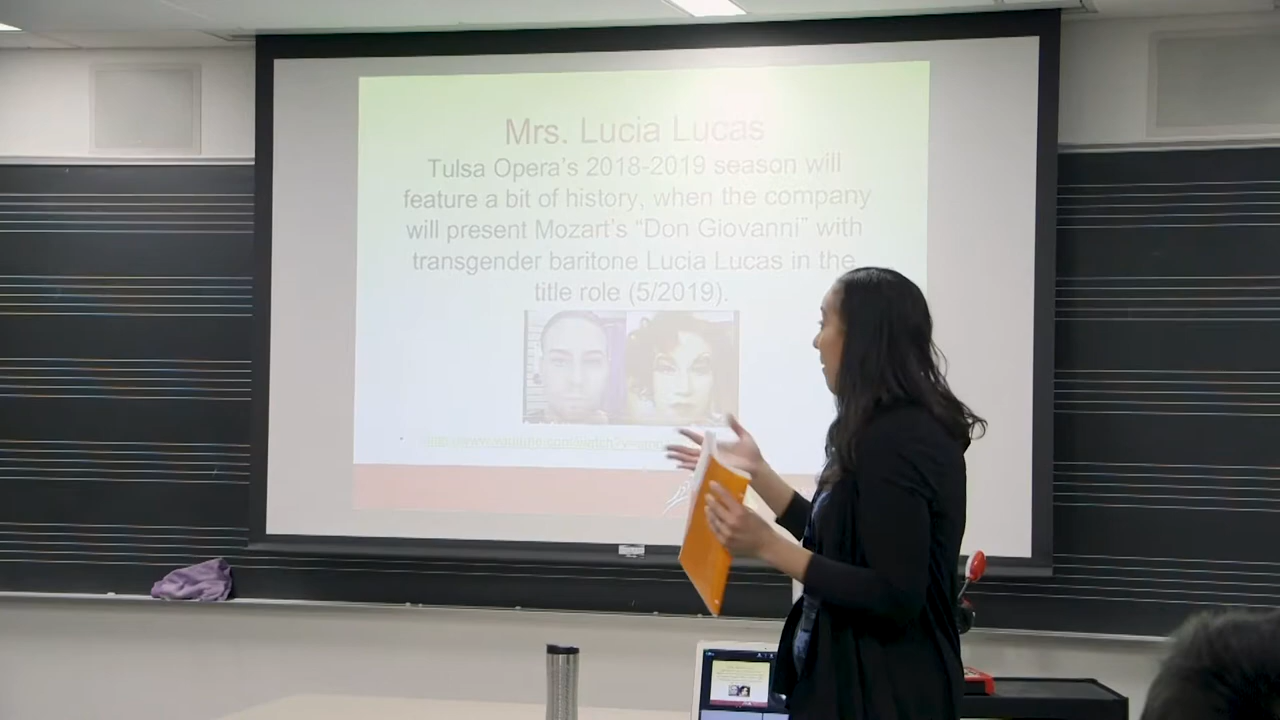 Mrs. Lucia Lucas
Tulsa Opera's 2018-2019 season will
feature a bit of history, when the company
will present Mozart's “Don Giovanni” with
transgender baritone Lucia Lucas in the
title role (5/2019).